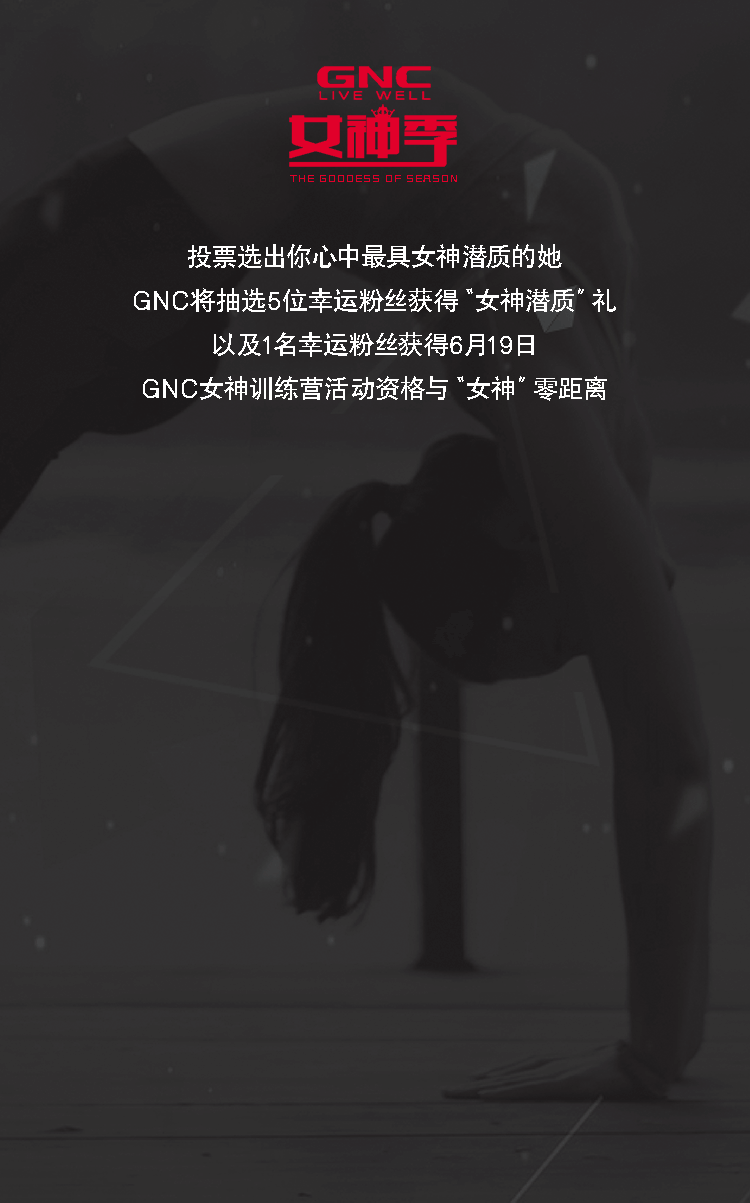 GNC
LIVE WELL
女神季
THE GODDESS OF SEASON
投票选出你心中最具女神潜质的她
GNC将抽选5位幸运粉丝获得〝女神潜质〞礼
以及1名幸运粉丝获得6月19日
GNC女神训练营活动资格与〝女神〞零距离